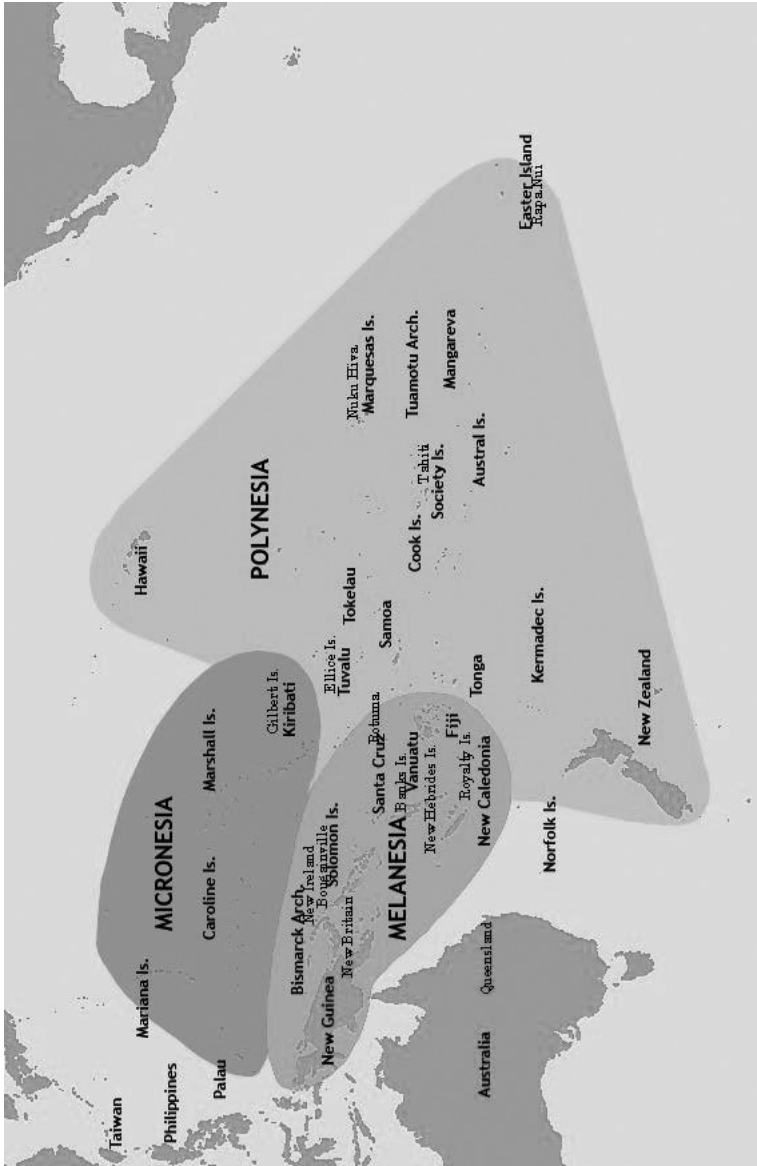 Taiwan
Philippines
Palau
Mariana Is.
MICRONESIA
Caroline Is.
Marshall Is.
Gilbert Is.
Kiribati
Hawaii
POLYNESIA
Bismarck Arch.
New Ireland
Bougainville
Solomon Is.
New Guinea
New Britain
MELANESIA
Santa Cruz
Rotuma
Banks Is.
Vanuatu
New Hebrides Is.
Fiji
Royalty Is.
New Caledonia
Ellice Is.
Tuvalu
Tokelau
Samoa
Tonga
Nuku Hiva
Marquesas Is.
Tuamotu Arch.
Mangareva
Cook Is.
Tahiti
Society Is.
Austral Is.
Easter Island
Rapa Nui
Kermadec Is.
Norfolk Is.
New Zealand
Queensland
Australia